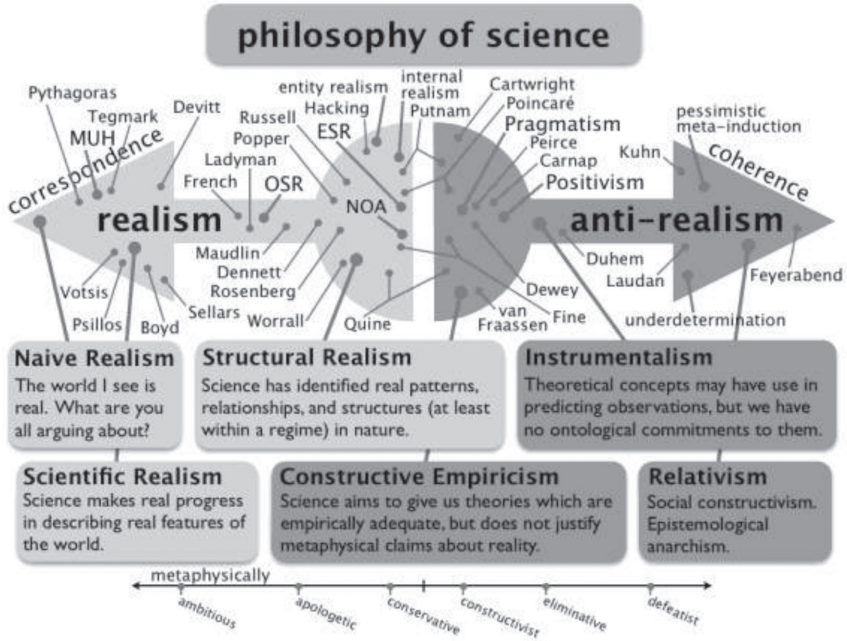 philosophy of science
Pythagoras
Tegmark
MUH
Devitt
correspondence
realism
Russell
Popper
Ladyman
French
OSR
entity realism
Hacking
ESR
internal
realism
Putnam
NOA
Cartwright
Poincaré
Pragmatism
Peirce
Carnap
Positivism
anti-realism
Kuhn
pessimistic
meta-induction
coherence
Votsis
Psillos
Boyd
Sellars
Maudlin
Dennett
Rosenberg
Worrall
Quine
van
Fraassen
Fine
Dewey
Duhem
Laudan
underdetermination
Feyerabend
Naive Realism
The world I see is
real. What are you
all arguing about?
Structural Realism
Science has identified real patterns,
relationships, and structures (at least
within a regime) in nature.
Instrumentalism
Theoretical concepts may have use in
predicting observations, but we have
no ontological commitments to them.
Scientific Realism
Science makes real progress
in describing real features of
the world.
Constructive Empiricism
Science aims to give us theories which are
empirically adequate, but does not justify
metaphysical claims about reality.
Relativism
Social constructivism.
Epistemological
anarchism.
metaphysically
ambitious
apologetic
conservative
constructivist
eliminative
defeatist